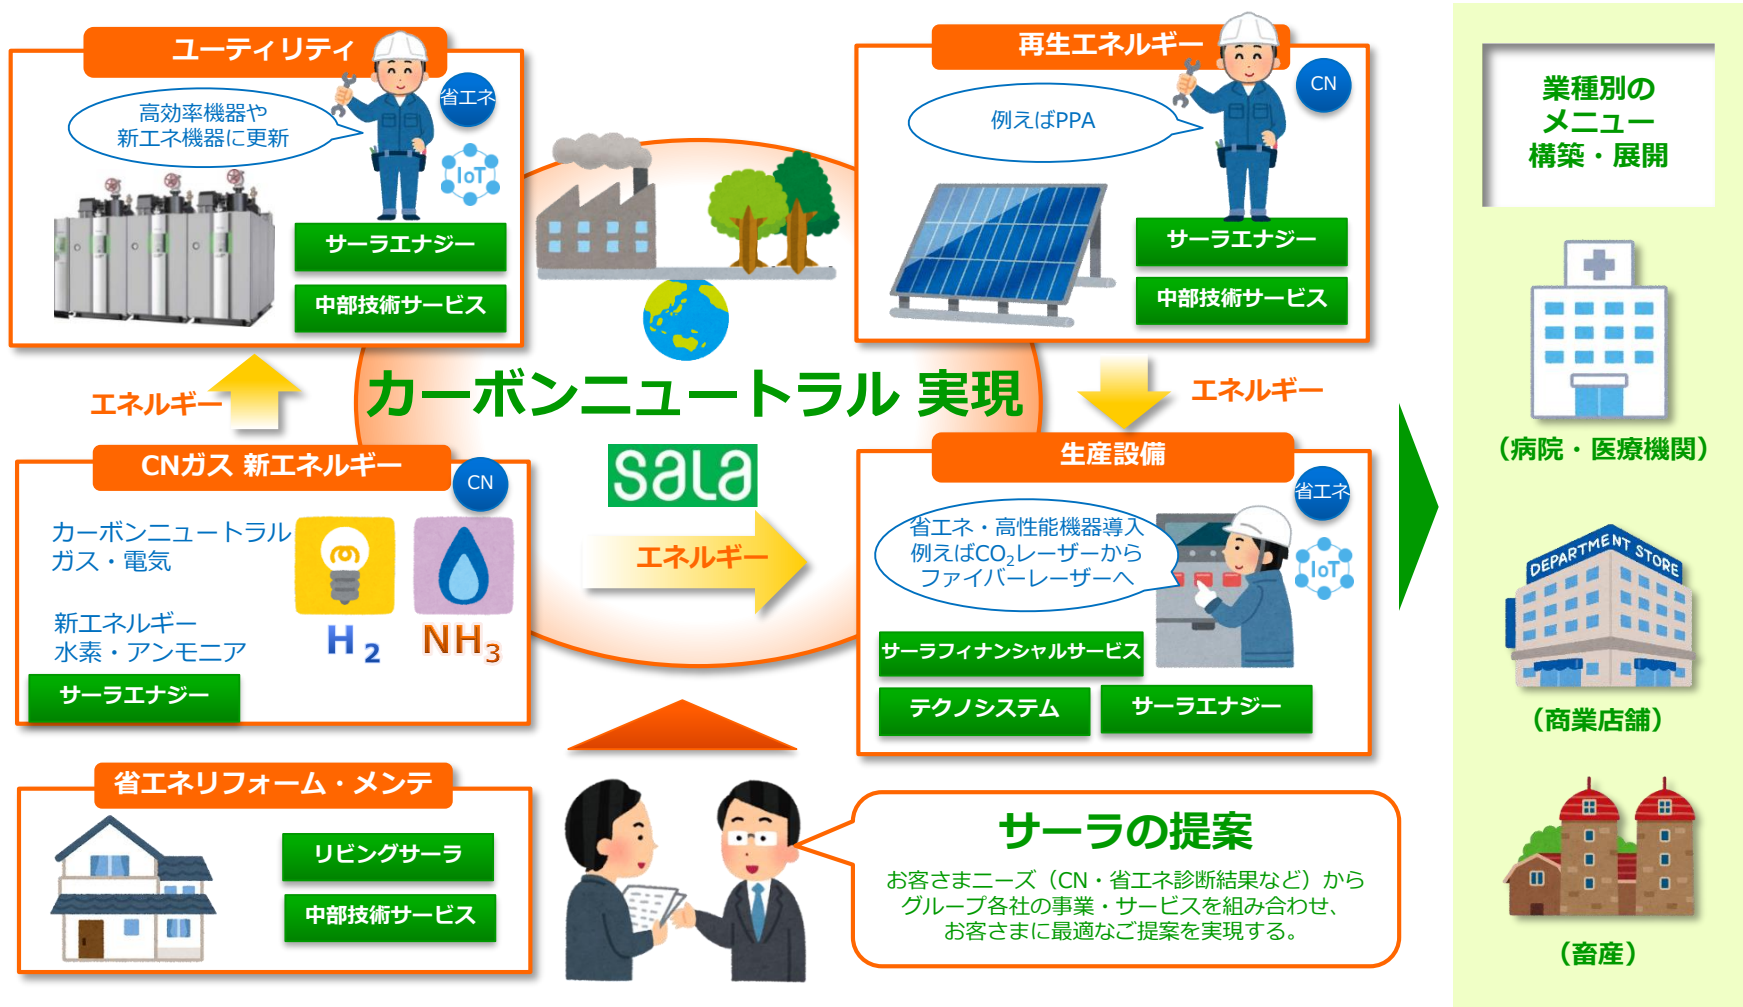 ユーティリティ
省エネ
高効率機器や
新エネ機器に更新
IoT
サーラエナジー
中部技術サービス
再生エネルギー
CN
例えばPPA
サーラエナジー
中部技術サービス
エネルギー
カーボンニュートラル 実現
エネルギー
CNガス 新エネルギー
CN
カーボンニュートラル
ガス・電気
新エネルギー
水素・アンモニア
H2
NH3
サーラエナジー
sala
エネルギー
生産設備
省エネ
省エネ・高性能機器導入
例えばCO2レーザーから
ファイバーレーザーへ
IoT
サーラフィナンシャルサービス
テクノシステム
サーラエナジー
省エネリフォーム・メンテ
リビングサーラ
中部技術サービス
サーラの提案
お客さまニーズ（CN・省エネ診断結果など）から
グループ各社の事業・サービスを組み合わせ、
お客さまに最適なご提案を実現する。
業種別の
メニュー
構築・展開
（病院・医療機関）
DEPARTMENT STORE
（商業店舗）
（畜産）